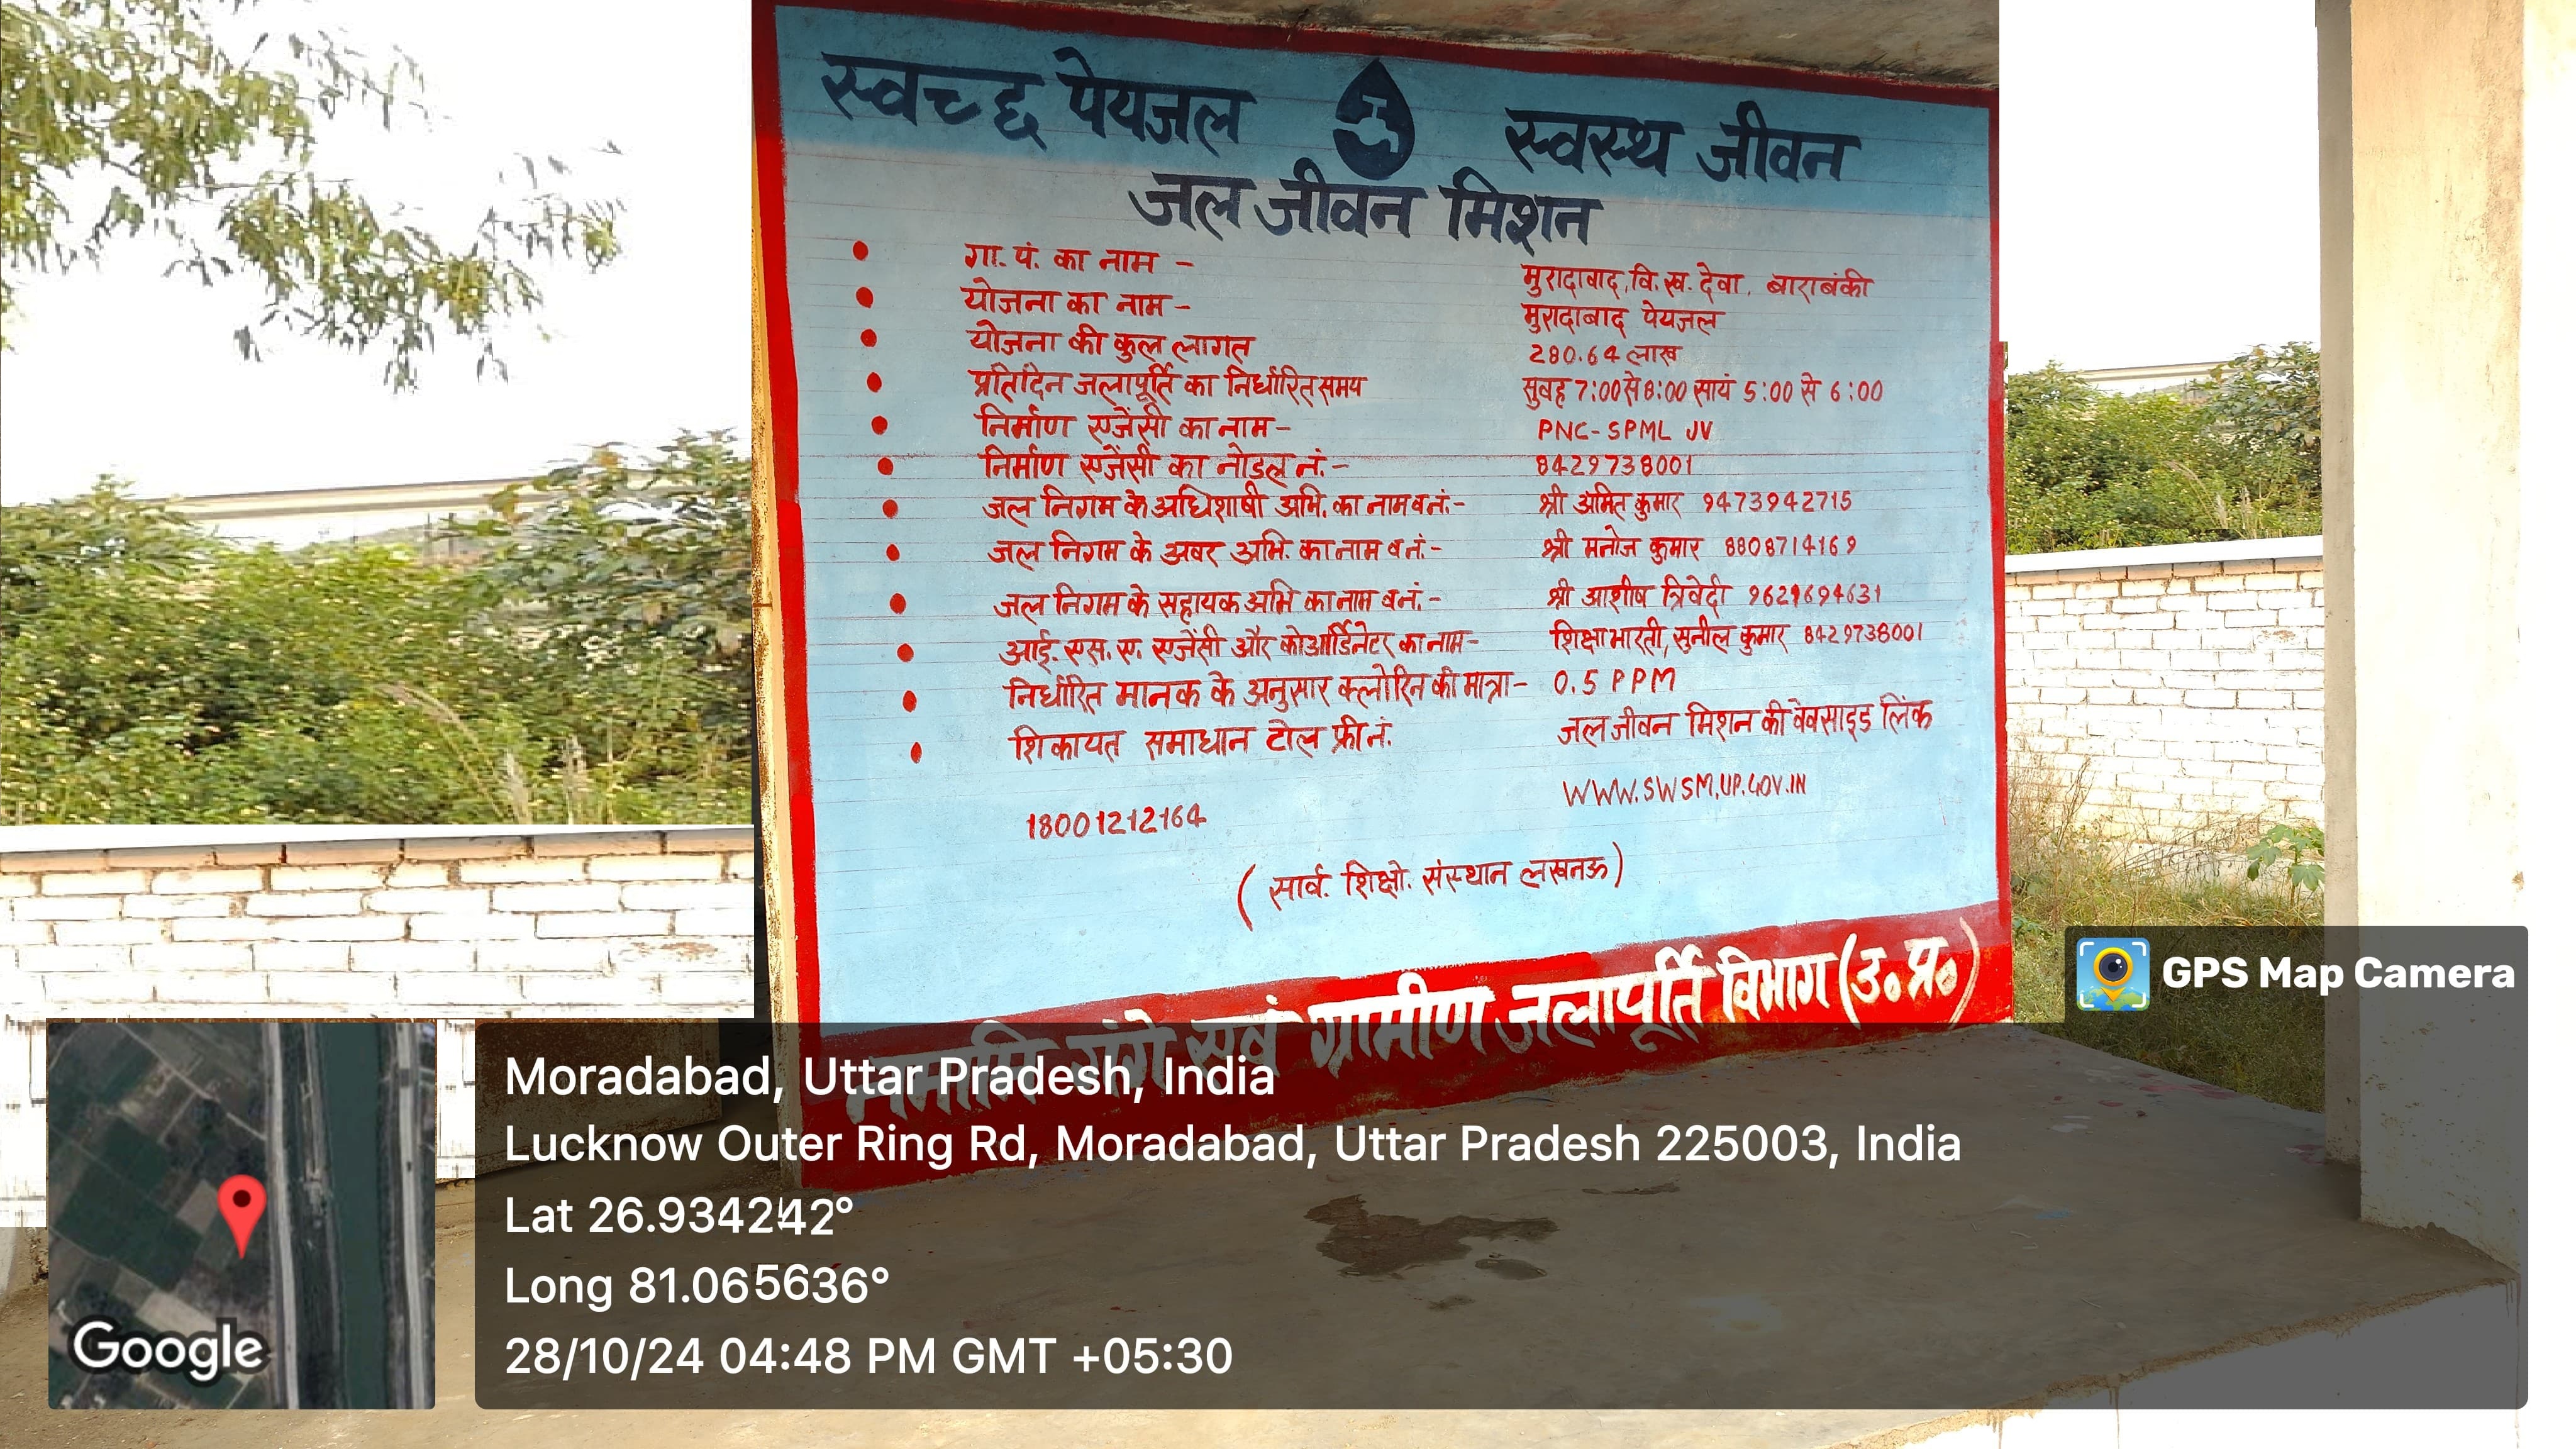 स्वच्छ पेयजल स्वस्थ जीवन
जल जीवन मिशन
• गा. पं. का नाम - मुरादाबाद, वि. ख. देवा, बाराबंकी
• योजना का नाम - मुरादाबाद पेयजल
• योजना की कुल लागत 280.64 लाख
• प्रतिदिन जलापूर्ति का निर्धारित समय सुवह 7:00 से 8:00 सायं 5:00 से 6:00
• निर्माण एजेंसी का नाम - PNC-SPML JV
• निर्माण एजेंसी का नोडल नं. - 8429738001
• जल निगम के अधिशाषी अभि. का नाम व नं. - श्री अमित कुमार 9473942715
• जल निगम के अवर अभि. का नाम व नं. - श्री मनोज कुमार 8808714169
• जल निगम के सहायक अभि का नाम व नं. - श्री आशीष त्रिवेदी 9621694631
• आई. एस. ए. एजेंसी और कोआर्डिनेटर का नाम - शिक्षा भारती, सुनील कुमार 8429738001
• निर्धारित मानक के अनुसार क्लोरिन की मात्रा - 0.5 PPM
• शिकायत समाधान टोल फ्री नं. जल जीवन मिशन की वेवसाइड लिंक
18001212164 WWW.SWSM.UP.GOV.IN
(सार्व. शिक्षो. संस्थान लखनऊ)
नमामि गंगे एवं ग्रामीण जलापूर्ति विभाग (उ० प्र०)
GPS Map Camera
Moradabad, Uttar Pradesh, India
Lucknow Outer Ring Rd, Moradabad, Uttar Pradesh 225003, India
Lat 26.934242°
Long 81.065636°
28/10/24 04:48 PM GMT +05:30
Google